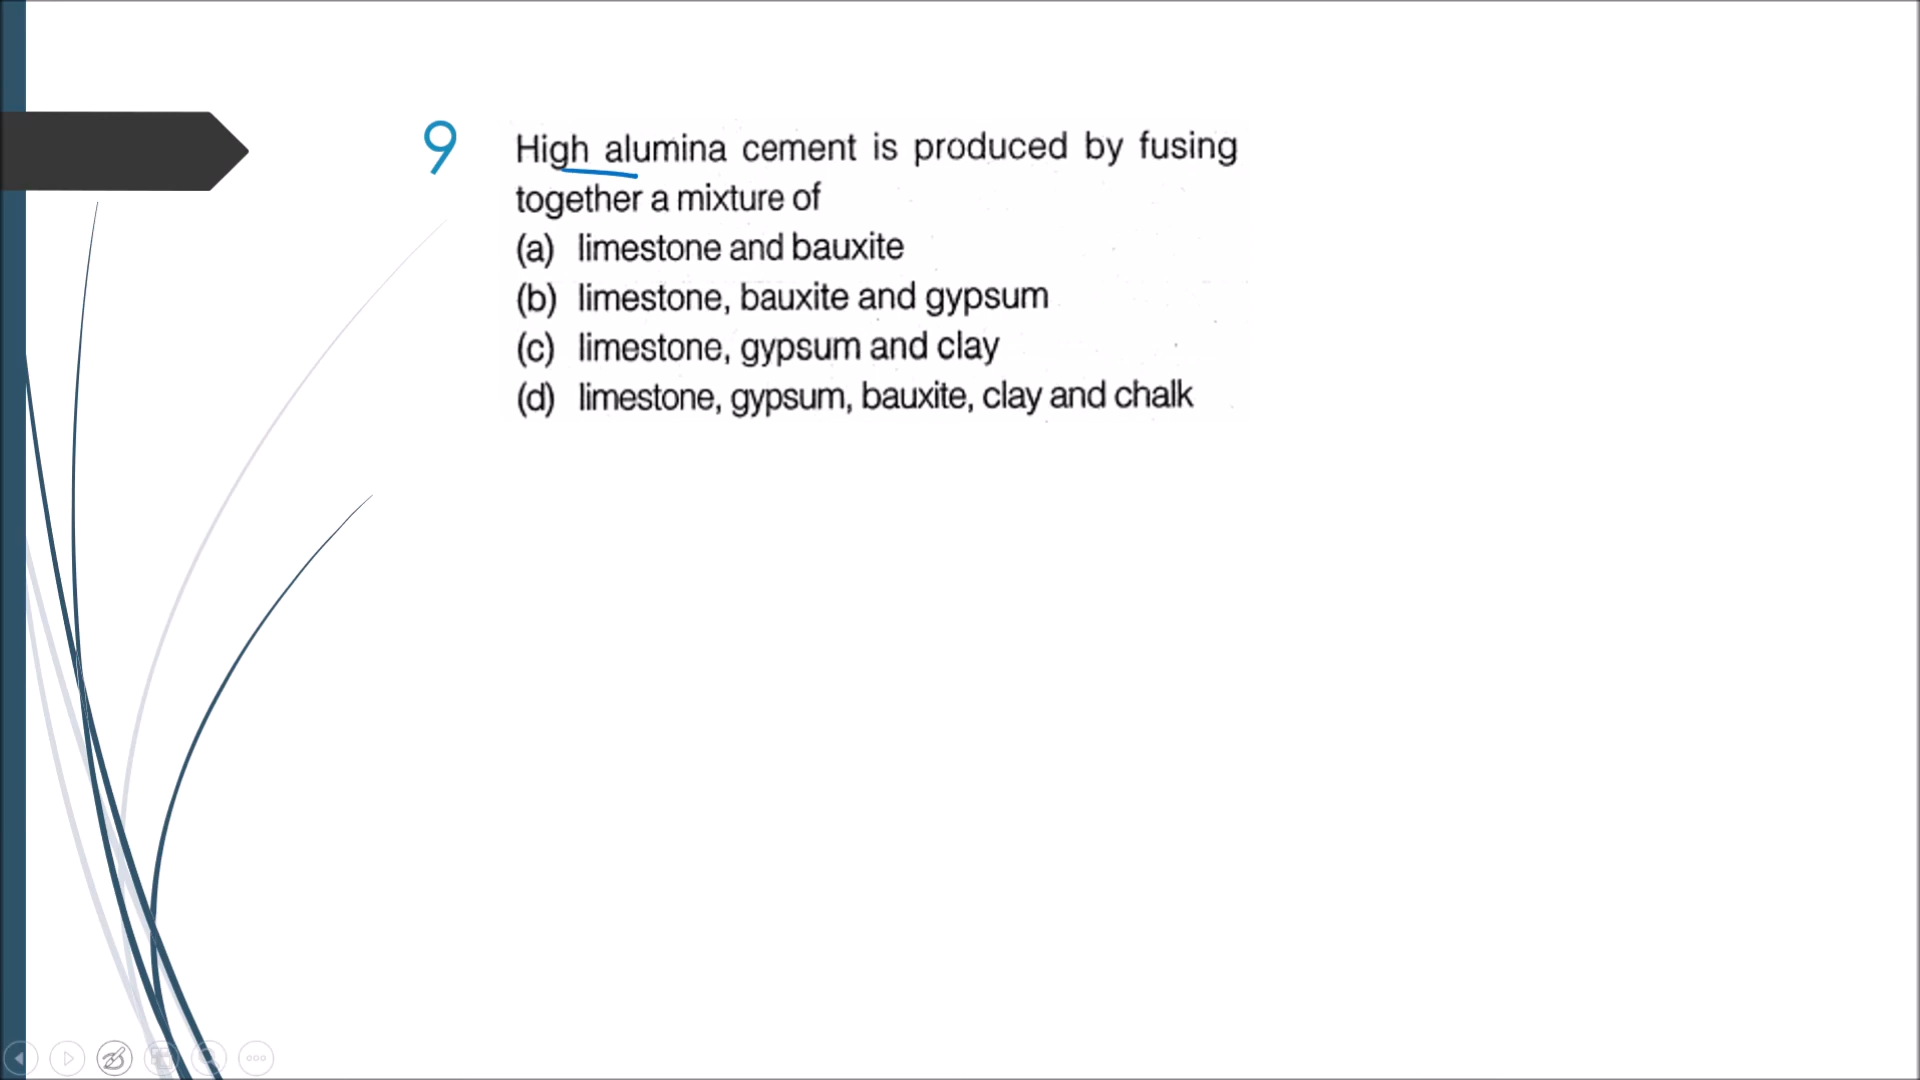 9
High alumina cement is produced by fusing
together a mixture of
(a) limestone and bauxite
(b) limestone, bauxite and gypsum
(c) limestone, gypsum and clay
(d) limestone, gypsum, bauxite, clay and chalk